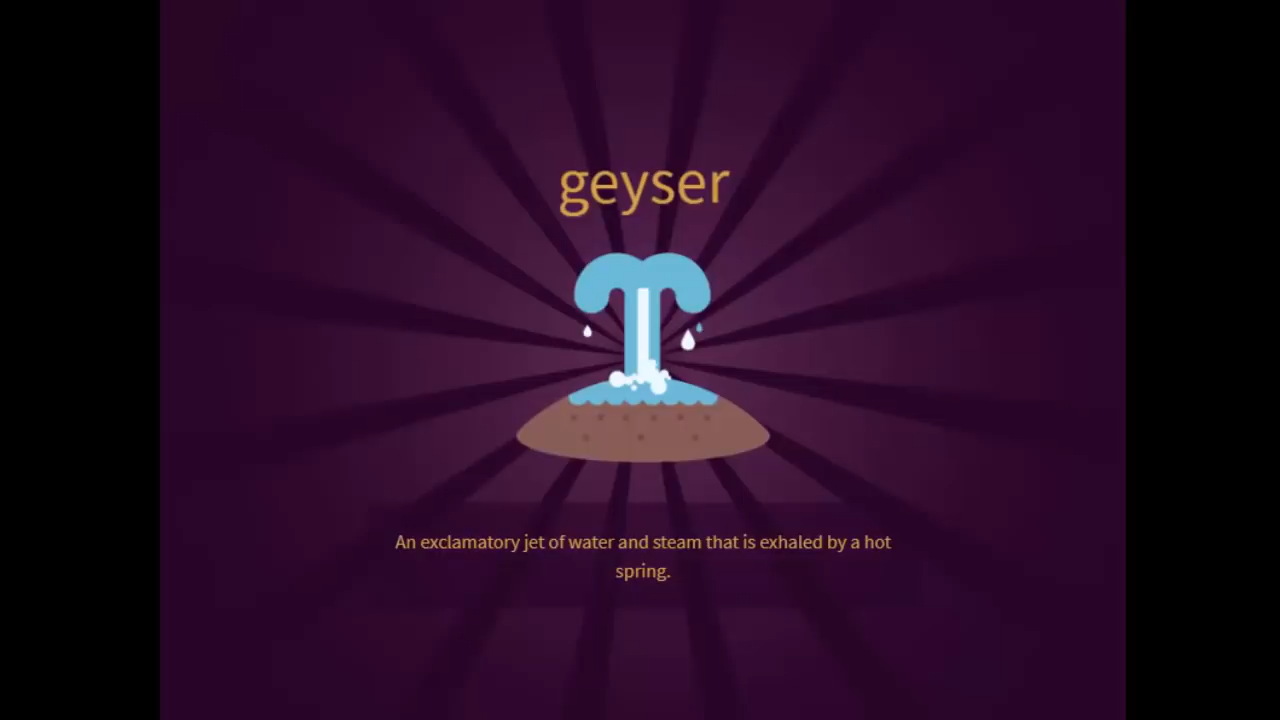 geyser
An exclamatory jet of water and steam that is exhaled by a hot
spring.